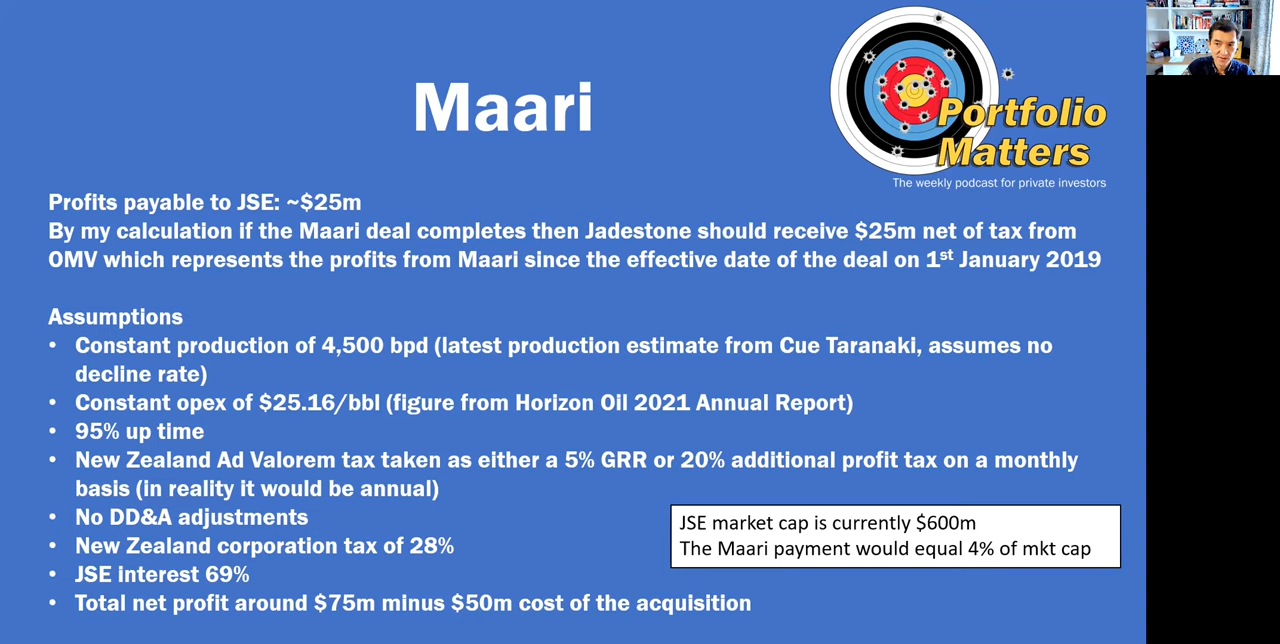 Maari
Portfolio
Matters
The weekly podcast for private investors
Profits payable to JSE: ~$25m
By my calculation if the Maari deal completes then Jadestone should receive $25m net of tax from
OMV which represents the profits from Maari since the effective date of the deal on 1st January 2019
Assumptions
• Constant production of 4,500 bpd (latest production estimate from Cue Taranaki, assumes no
decline rate)
• Constant opex of $25.16/bbl (figure from Horizon Oil 2021 Annual Report)
• 95% up time
• New Zealand Ad Valorem tax taken as either a 5% GRR or 20% additional profit tax on a monthly
basis (in reality it would be annual)
• No DD&A adjustments
• New Zealand corporation tax of 28%
• JSE interest 69%
• Total net profit around $75m minus $50m cost of the acquisition
JSE market cap is currently $600m
The Maari payment would equal 4% of mkt cap